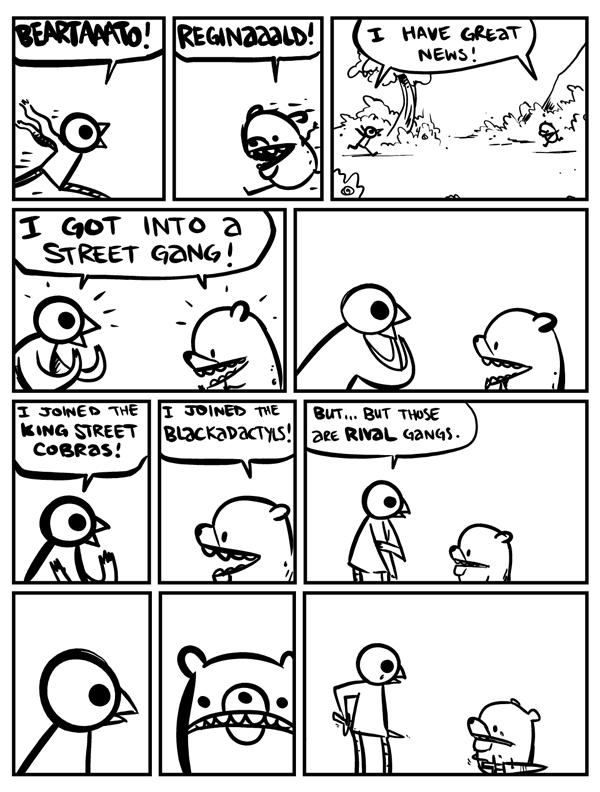 BEARTAAATO!
REGINAAALD!
I HAVE GREAT
NEWS!
I GOT INTO A
STREET GANG!
I JOINED THE
KING STREET
COBRAS!
I JOINED THE
BLACKADACTYLS!
BUT... BUT THOSE
ARE RIVAL GANGS.